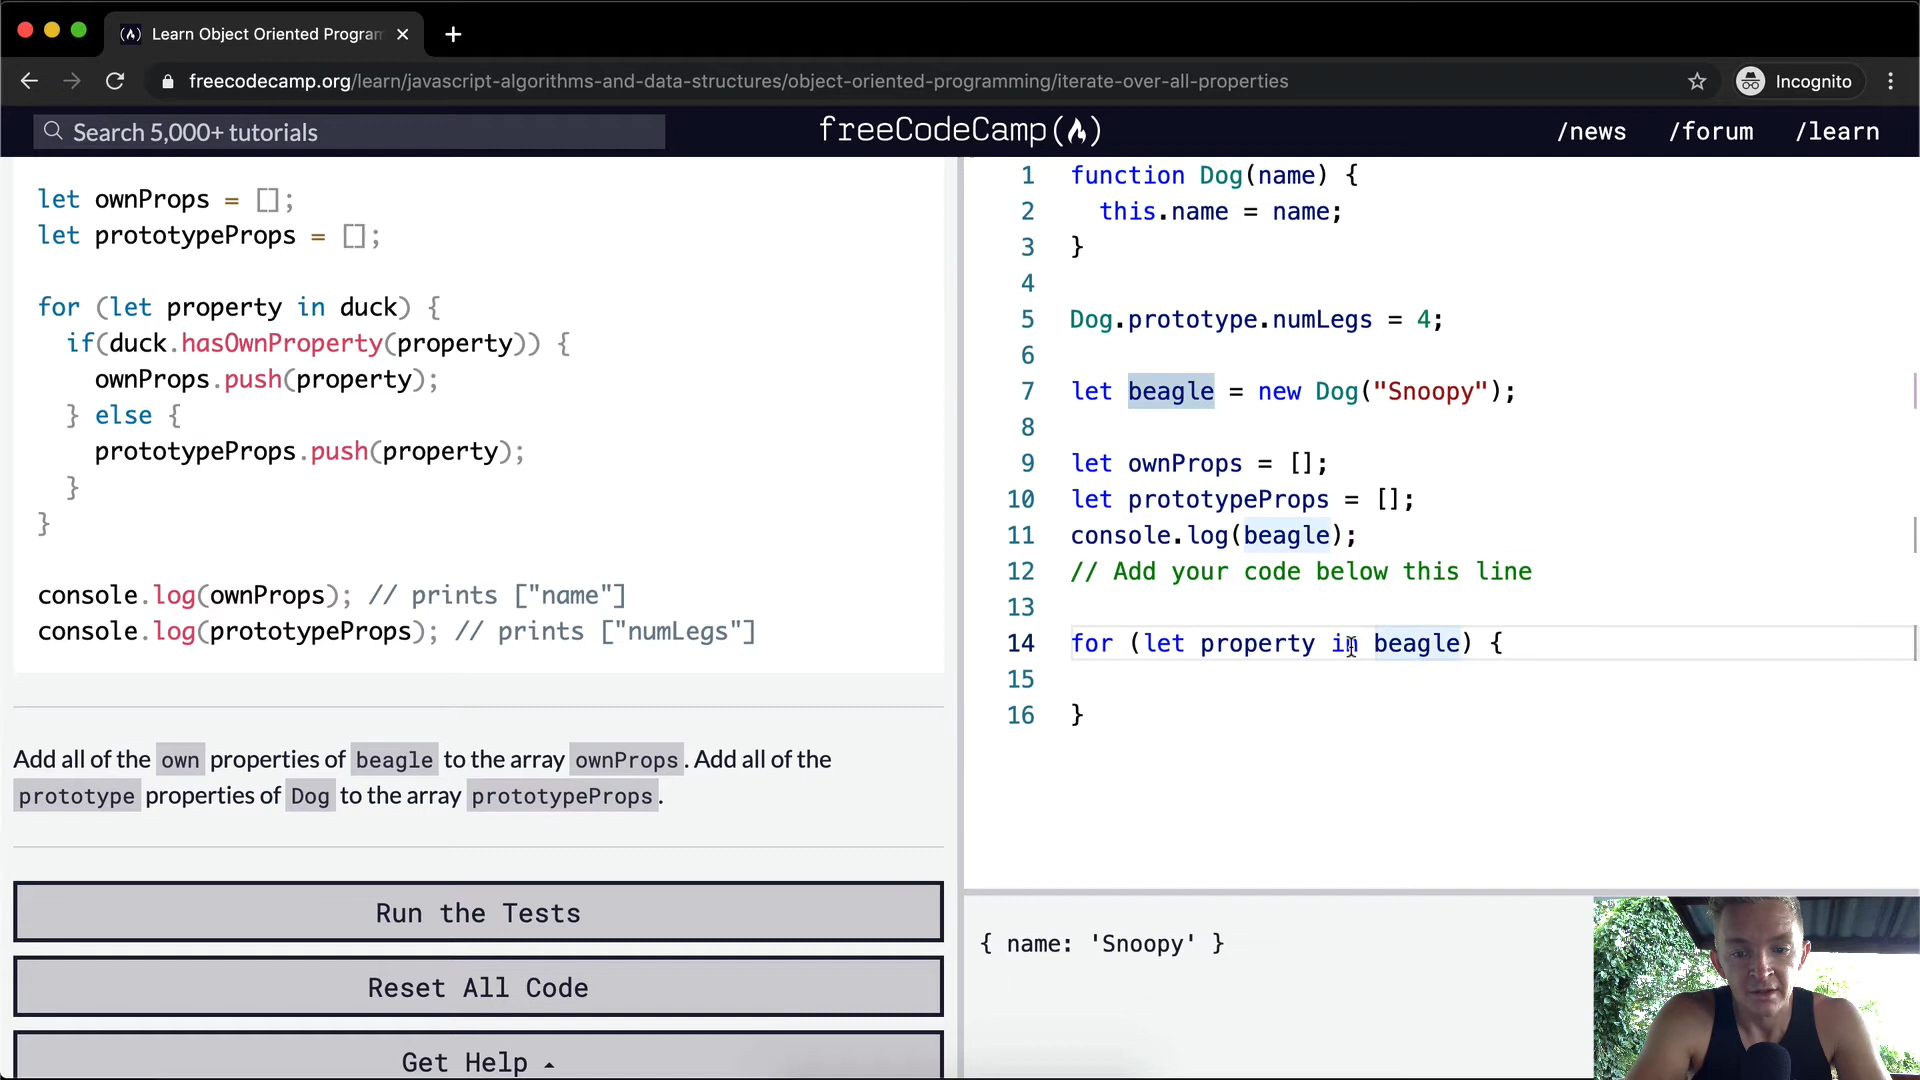 Learn Object Oriented Program
freecodecamp.org/learn/javascript-algorithms-and-data-structures/object-oriented-programming/iterate-over-all-properties
Incognito
Search 5,000+ tutorials
freeCodeCamp(🔥)
/news /forum /learn
let ownProps = [];
let prototypeProps = [];
for (let property in duck) {
if(duck.hasOwnProperty(property)) {
ownProps.push(property);
} else {
prototypeProps.push(property);
}
}
console.log(ownProps); // prints ["name"]
console.log(prototypeProps); // prints ["numLegs"]
Add all of the own properties of beagle to the array ownProps. Add all of the
prototype properties of Dog to the array prototypeProps.
Run the Tests
Reset All Code
Get Help
1 function Dog(name) {
2 this.name = name;
3 }
4
5 Dog.prototype.numLegs = 4;
6
7 let beagle = new Dog("Snoopy");
8
9 let ownProps = [];
10 let prototypeProps = [];
11 console.log(beagle);
12 // Add your code below this line
13
14 for (let property in beagle) {
15
16 }
{ name: 'Snoopy' }